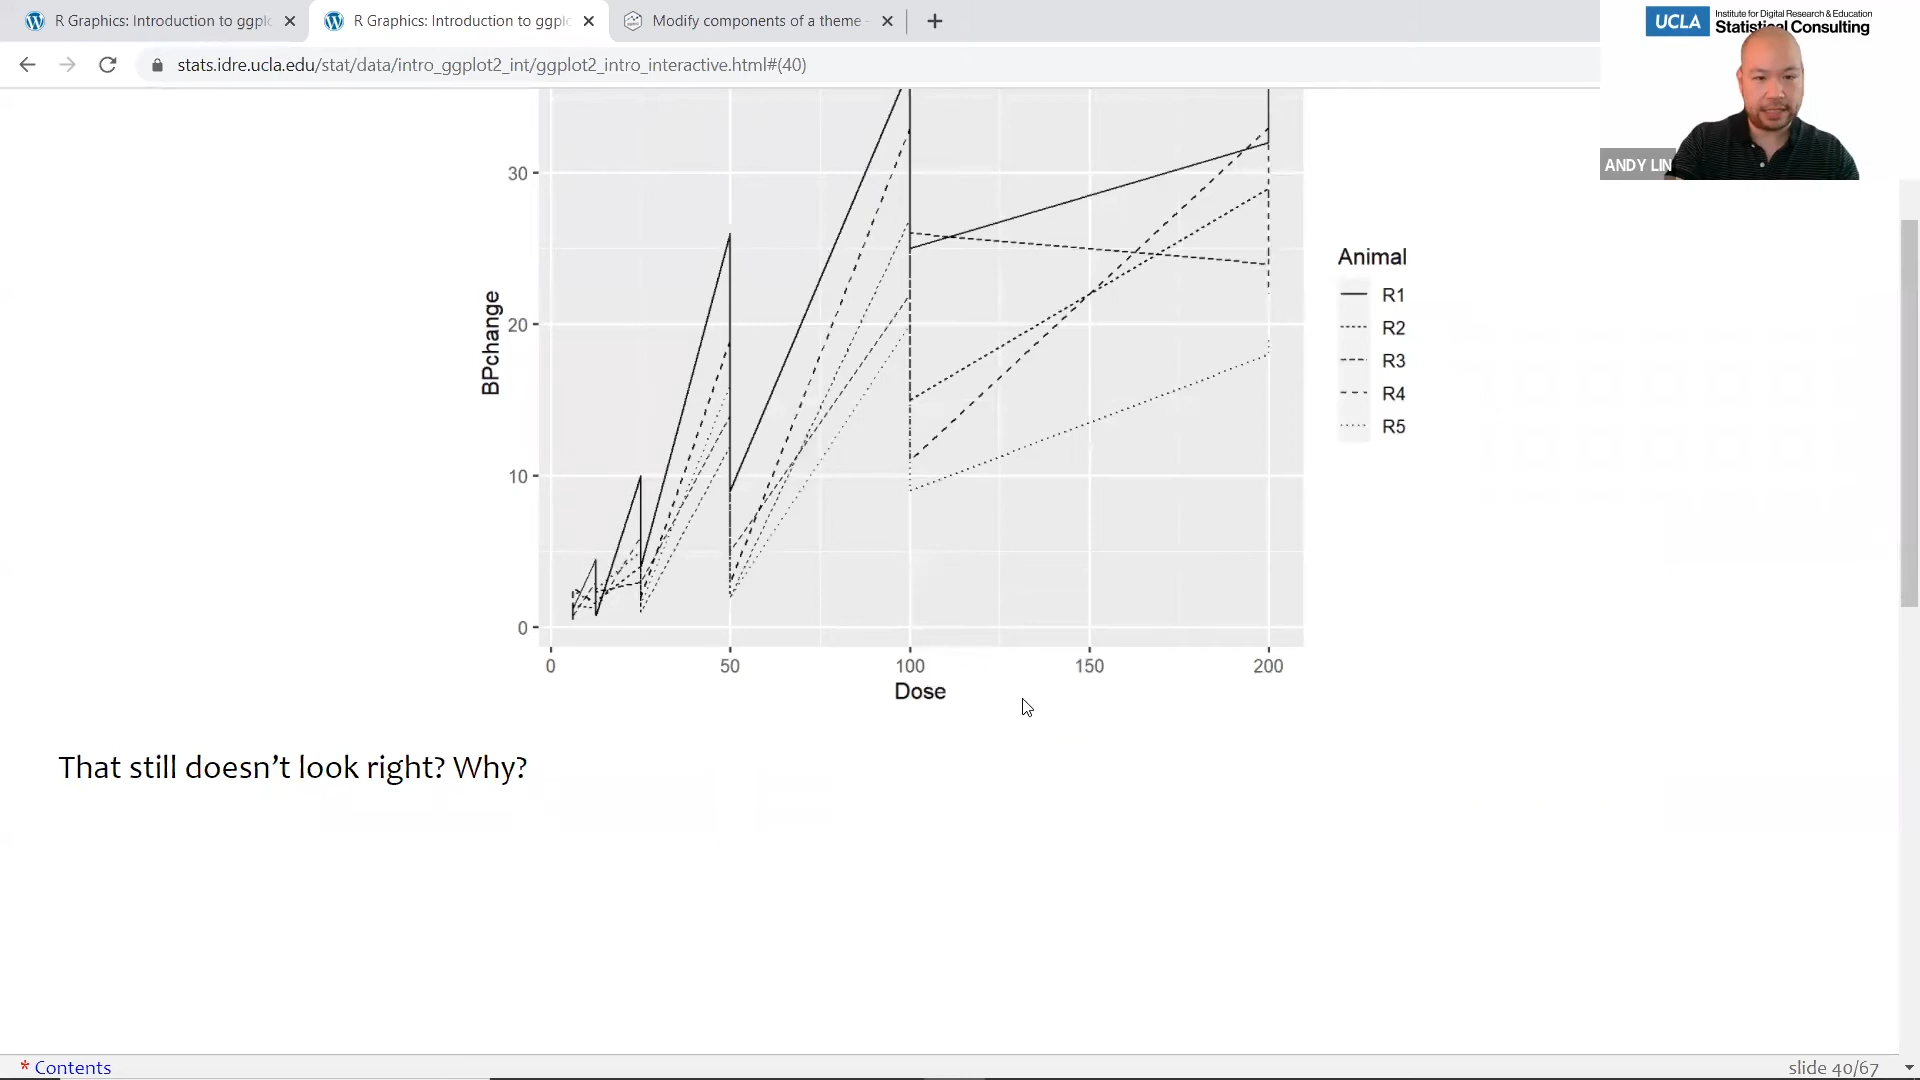 R Graphics: Introduction to ggpl
R Graphics: Introduction to ggpl
Modify components of a theme
stats.idre.ucla.edu/stat/data/intro_ggplot2_int/ggplot2_intro_interactive.html#(40)
UCLA
Institute for Digital Research & Education
Statistical Consulting
ANDY LIN
30
20
10
0
BPchange
0 50 100 150 200
Dose
Animal
R1
R2
R3
R4
R5
That still doesn’t look right? Why?
* Contents
slide 40/67